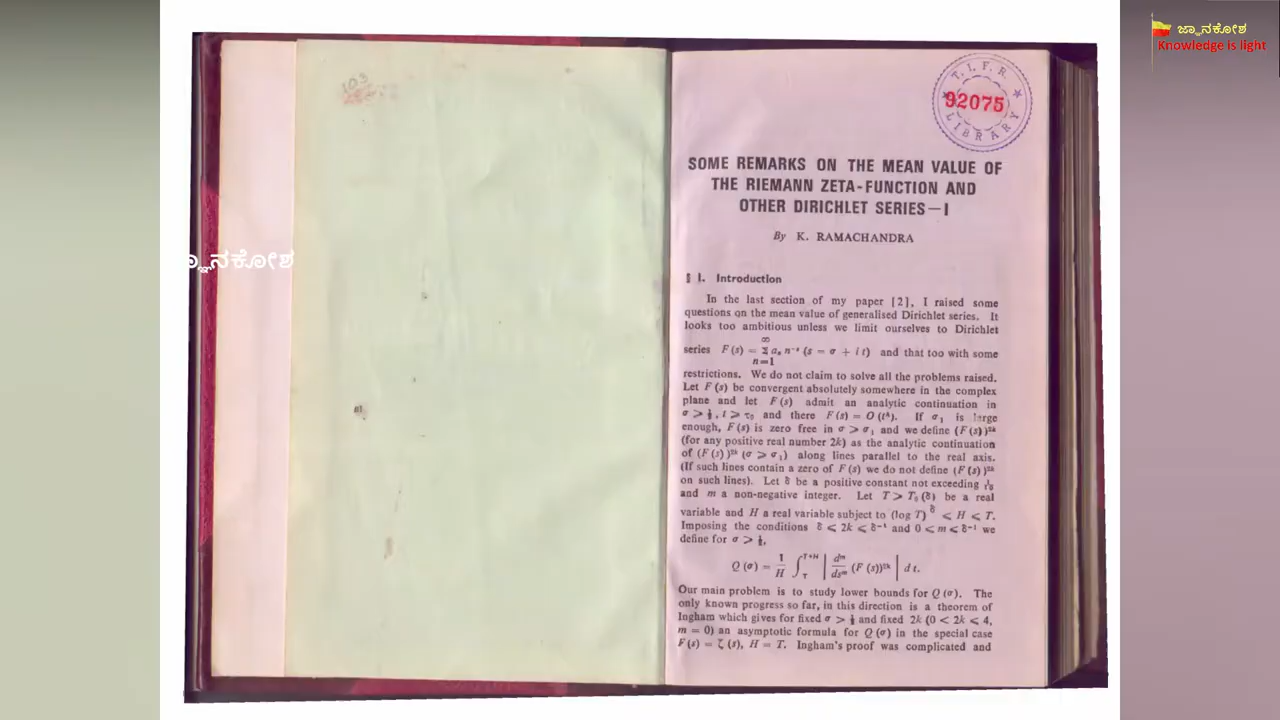 ಜ್ಞಾನಕೋಶ
Knowledge is light
T. I. F. R.
92075
LIBRARY
103
SOME REMARKS ON THE MEAN VALUE OF
THE RIEMANN ZETA-FUNCTION AND
OTHER DIRICHLET SERIES—I
By K. RAMACHANDRA
ಜ್ಞಾನಕೋಶ
§ 1. Introduction
In the last section of my paper [2], I raised some
questions on the mean value of generalised Dirichlet series. It
looks too ambitious unless we limit ourselves to Dirichlet
∞
series F (s) = Σ aₙ n⁻ˢ (s = σ + i t) and that too with some
n=1
restrictions. We do not claim to solve all the problems raised.
Let F (s) be convergent absolutely somewhere in the complex
plane and let F (s) admit an analytic continuation in
σ ⩾ ½, t ⩾ τ₀ and there F (s) = O (tᴬ). If σ₁ is large
enough, F (s) is zero free in σ ⩾ σ₁ and we define (F (s))²ᵏ
(for any positive real number 2k) as the analytic continuation
of (F (s))²ᵏ (σ ⩾ σ₁) along lines parallel to the real axis.
(If such lines contain a zero of F (s) we do not define (F (s))²ᵏ
on such lines). Let δ be a positive constant not exceeding
and m a non-negative integer. Let T ⩾ T₀ (δ) be a real
variable and H a real variable subject to (log T)^δ ⩽ H ⩽ T.
Imposing the conditions δ ⩽ 2k ⩽ δ⁻¹ and 0 ⩽ m ⩽ δ⁻¹ we
define for σ ⩾ ½,
Q (σ) = 1/H ∫_T^{T+H} | dᵐ/dsᵐ (F (s))²ᵏ | d t.
Our main problem is to study lower bounds for Q (σ). The
only known progress so far, in this direction is a theorem of
Ingham which gives for fixed σ > ½ and fixed 2k (0 < 2k ⩽ 4,
m = 0) an asymptotic formula for Q (σ) in the special case
F (s) = ζ (s), H = T. Ingham's proof was complicated and